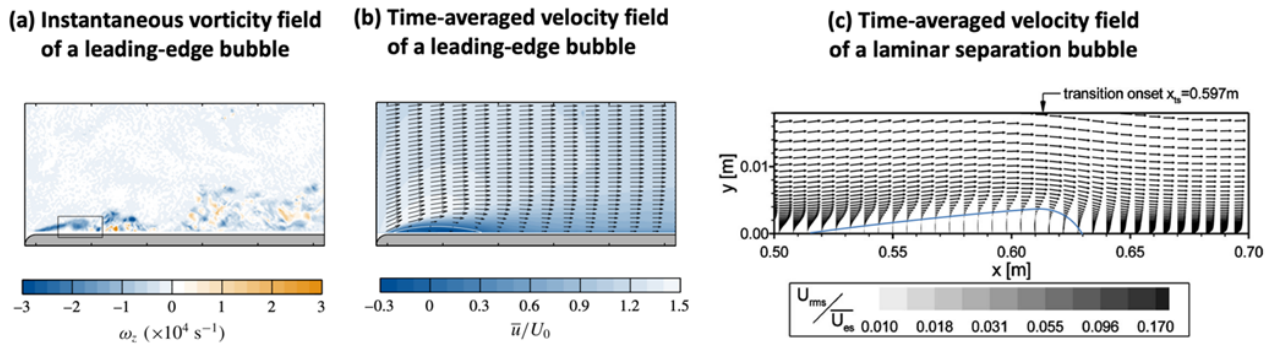 (a) Instantaneous vorticity field
of a leading-edge bubble
−3 −2 −1 0 1 2 3
ω_z (×10⁴ s⁻¹)
(b) Time-averaged velocity field
of a leading-edge bubble
−0.3 0 0.3 0.6 0.9 1.2 1.5
u̅/U₀
(c) Time-averaged velocity field
of a laminar separation bubble
transition onset x_ts=0.597m
y [m]
0.01
0.00
0.50 0.55 0.60 0.65 0.70
x [m]
U_rms/U̅_es
0.010 0.018 0.031 0.055 0.096 0.170